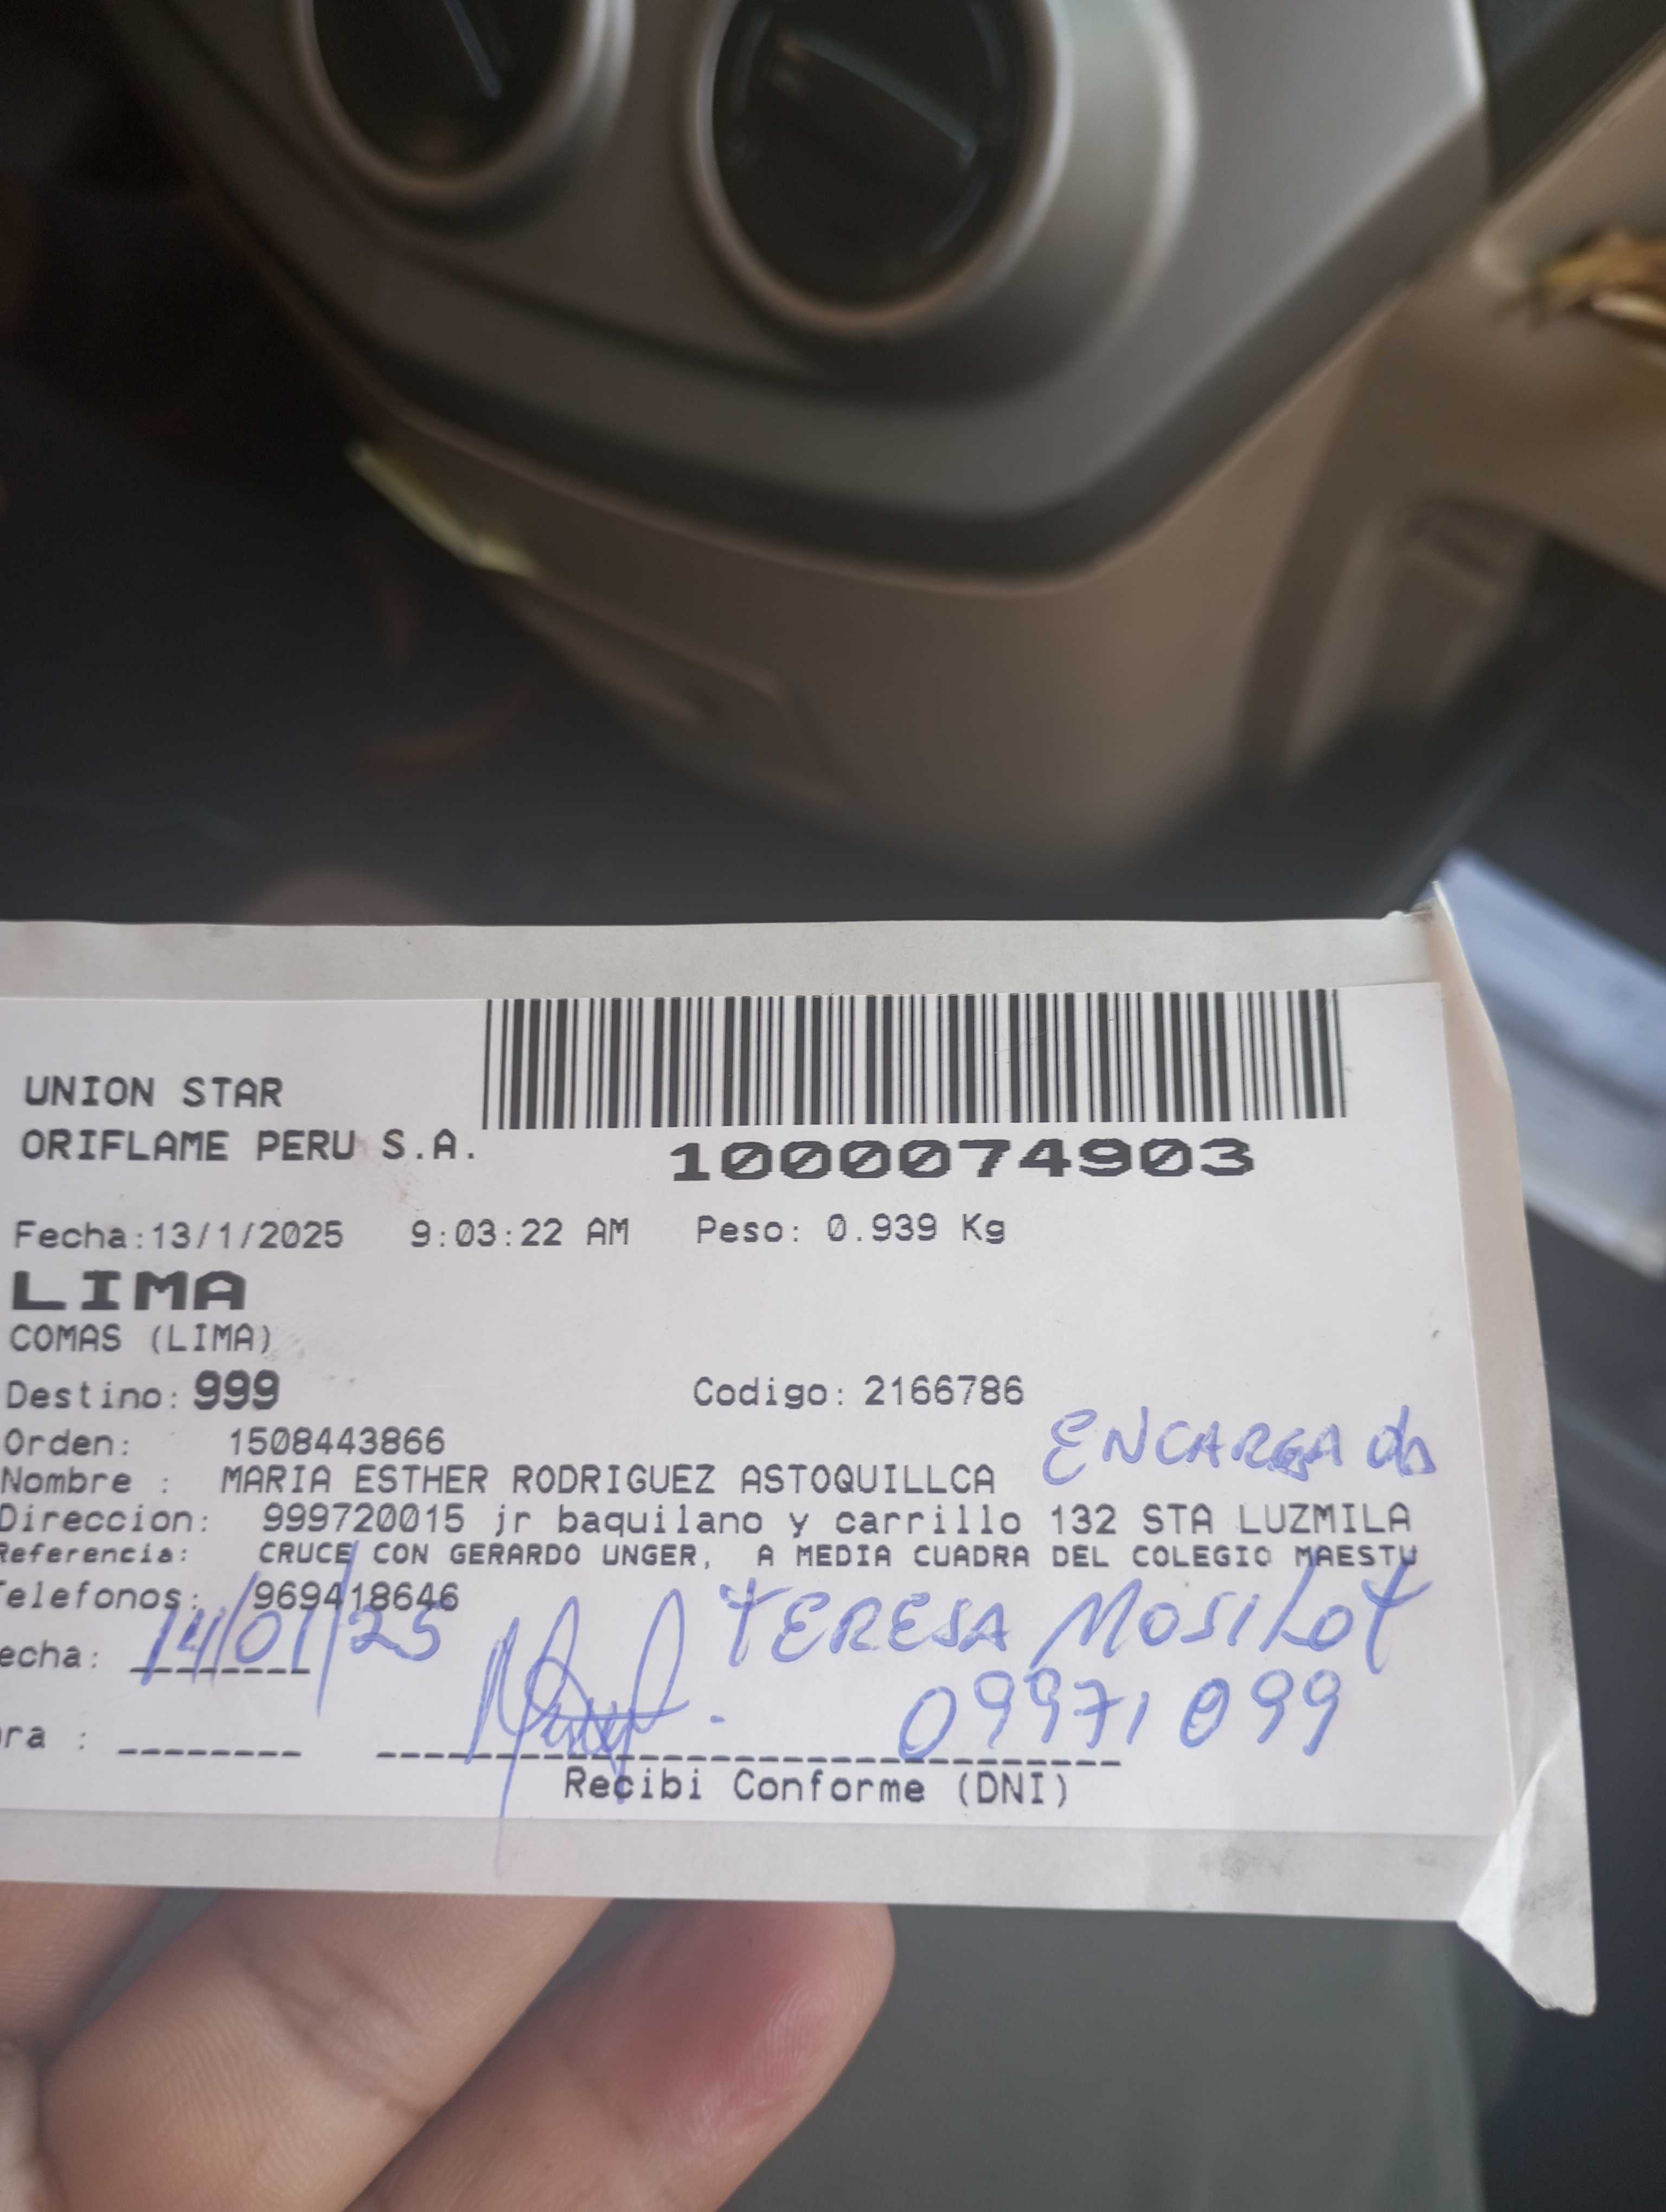 UNION STAR
ORIFLAME PERU S.A.
1000074903
Fecha:13/1/2025 9:03:22 AM Peso: 0.939 Kg
LIMA
COMAS (LIMA)
Destino: 999 Codigo: 2166786
Orden: 1508443866
ENCARGADA
Nombre : MARIA ESTHER RODRIGUEZ ASTOQUILLCA
Direccion: 999720015 jr baquilano y carrillo 132 STA LUZMILA
Referencia: CRUCE CON GERARDO UNGER, A MEDIA CUADRA DEL COLEGIO MAESTU
Telefonos: 969418646
TERESA
echa: 14/01/25
09971099
ra :
Recibi Conforme (DNI)